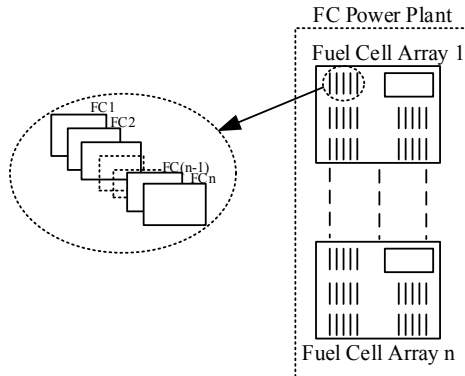 FC Power Plant
Fuel Cell Array 1
FC1
FC2
FC(n-1)
FCn
Fuel Cell Array n